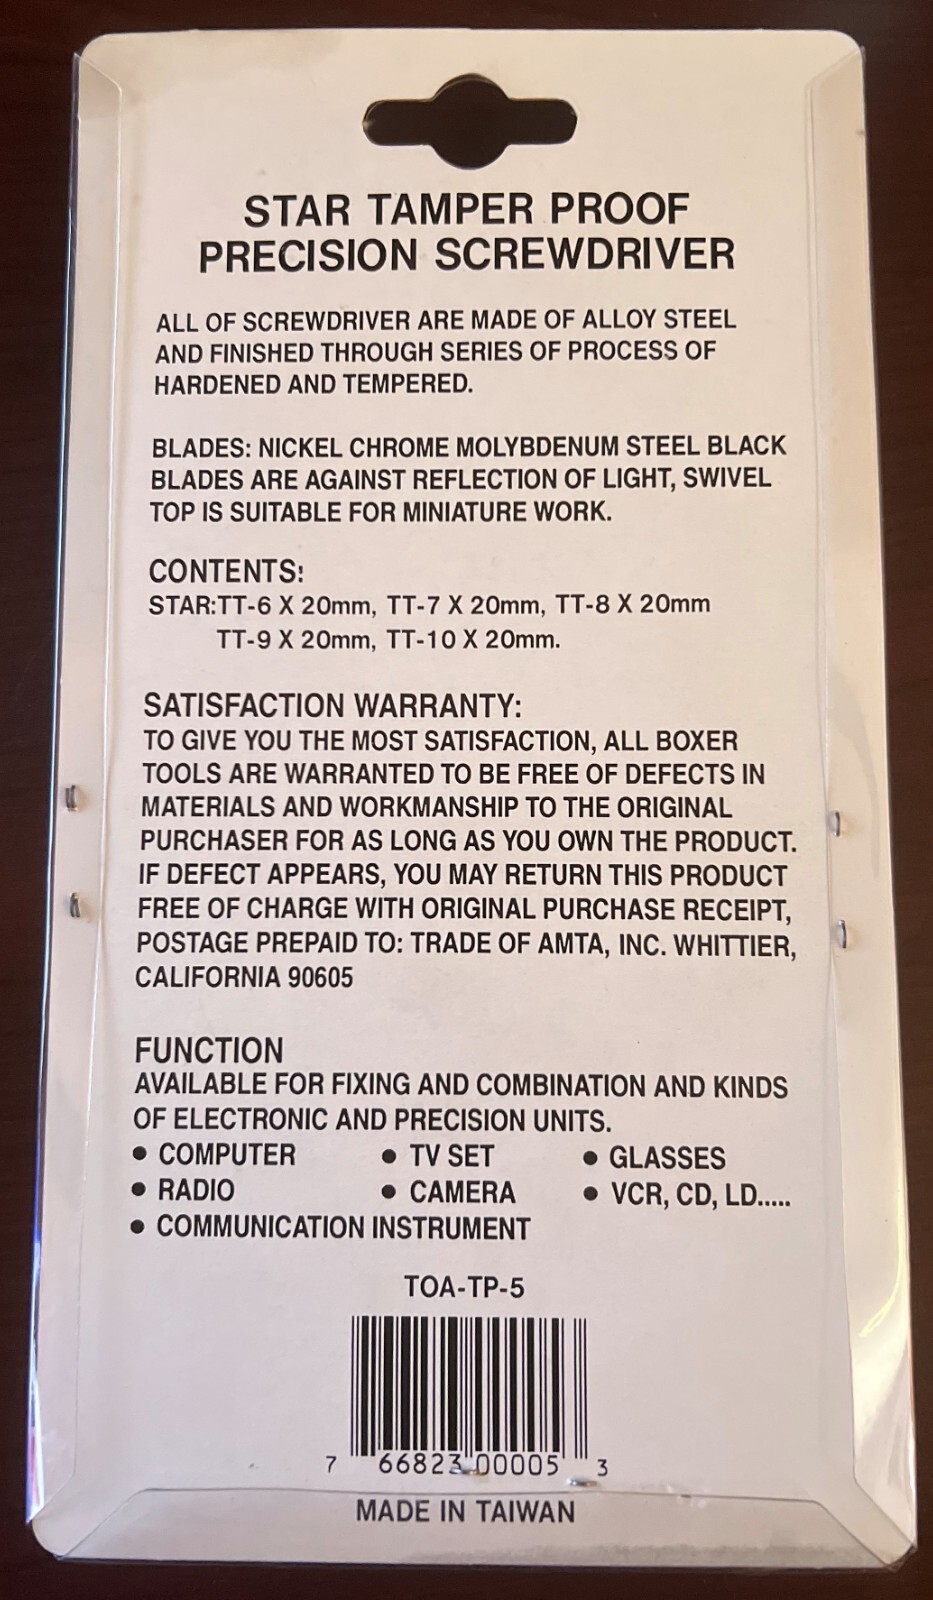 STAR TAMPER PROOF
PRECISION SCREWDRIVER
ALL OF SCREWDRIVER ARE MADE OF ALLOY STEEL
AND FINISHED THROUGH SERIES OF PROCESS OF
HARDENED AND TEMPERED.
BLADES: NICKEL CHROME MOLYBDENUM STEEL BLACK
BLADES ARE AGAINST REFLECTION OF LIGHT, SWIVEL
TOP IS SUITABLE FOR MINIATURE WORK.
CONTENTS:
STAR:TT-6 X 20mm, TT-7 X 20mm, TT-8 X 20mm
TT-9 X 20mm, TT-10 X 20mm.
SATISFACTION WARRANTY:
TO GIVE YOU THE MOST SATISFACTION, ALL BOXER
TOOLS ARE WARRANTED TO BE FREE OF DEFECTS IN
MATERIALS AND WORKMANSHIP TO THE ORIGINAL
PURCHASER FOR AS LONG AS YOU OWN THE PRODUCT.
IF DEFECT APPEARS, YOU MAY RETURN THIS PRODUCT
FREE OF CHARGE WITH ORIGINAL PURCHASE RECEIPT,
POSTAGE PREPAID TO: TRADE OF AMTA, INC. WHITTIER,
CALIFORNIA 90605
FUNCTION
AVAILABLE FOR FIXING AND COMBINATION AND KINDS
OF ELECTRONIC AND PRECISION UNITS.
• COMPUTER • TV SET • GLASSES
• RADIO • CAMERA • VCR, CD, LD.....
• COMMUNICATION INSTRUMENT
TOA-TP-5
7 66823 00005 3
MADE IN TAIWAN